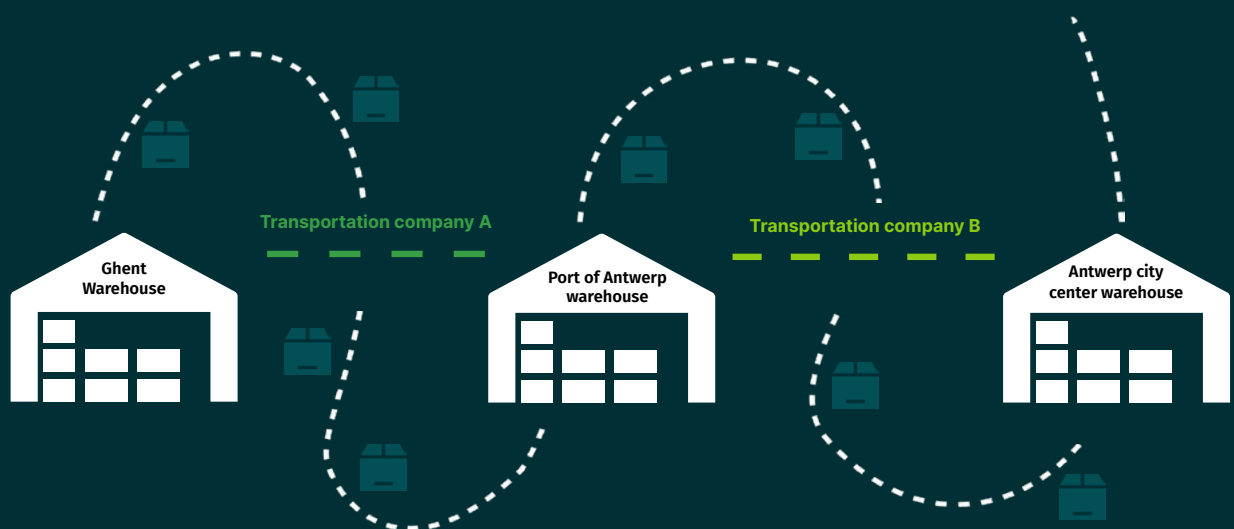 Transportation company A
Transportation company B
Ghent
Warehouse
Port of Antwerp
warehouse
Antwerp city
center warehouse